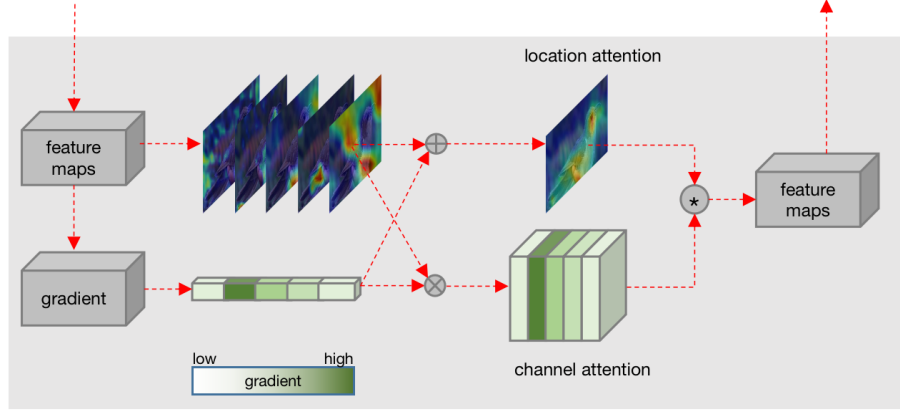 location attention
feature
maps
feature
maps
*
gradient
low high
gradient
channel attention